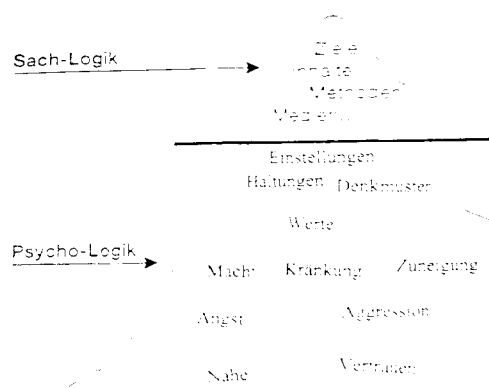 Sach-Logik
Ziele
Inhalte
Methoden
Medien
Einstellungen
Haltungen Denkmuster
Werte
Psycho-Logik
Macht Kränkung Zuneigung
Angst Aggression
Nähe Vertrauen